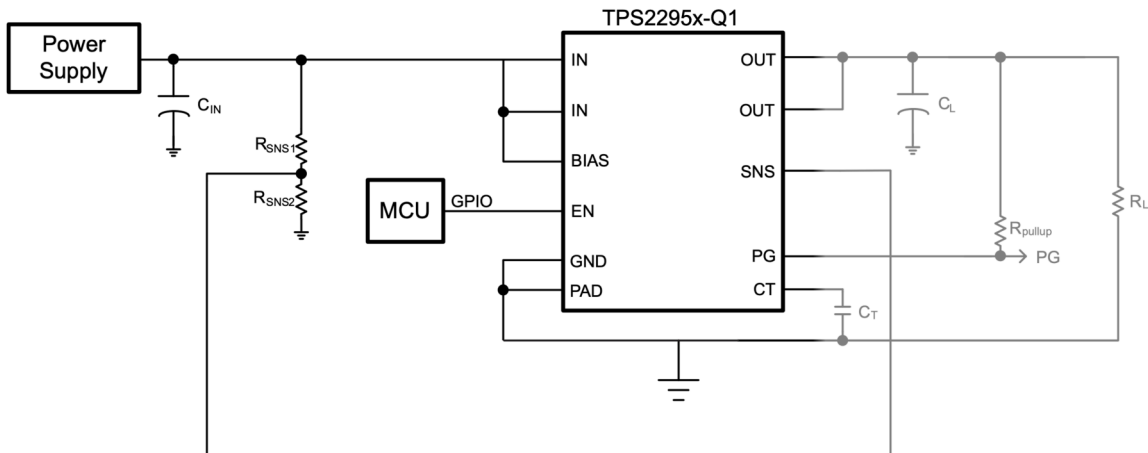 TPS2295x-Q1
Power
Supply
IN
OUT
C_IN
IN
OUT
C_L
R_SNS1
BIAS
SNS
R_SNS2
MCU
GPIO
EN
R_L
R_pullup
GND
PG
PG
PAD
CT
C_T